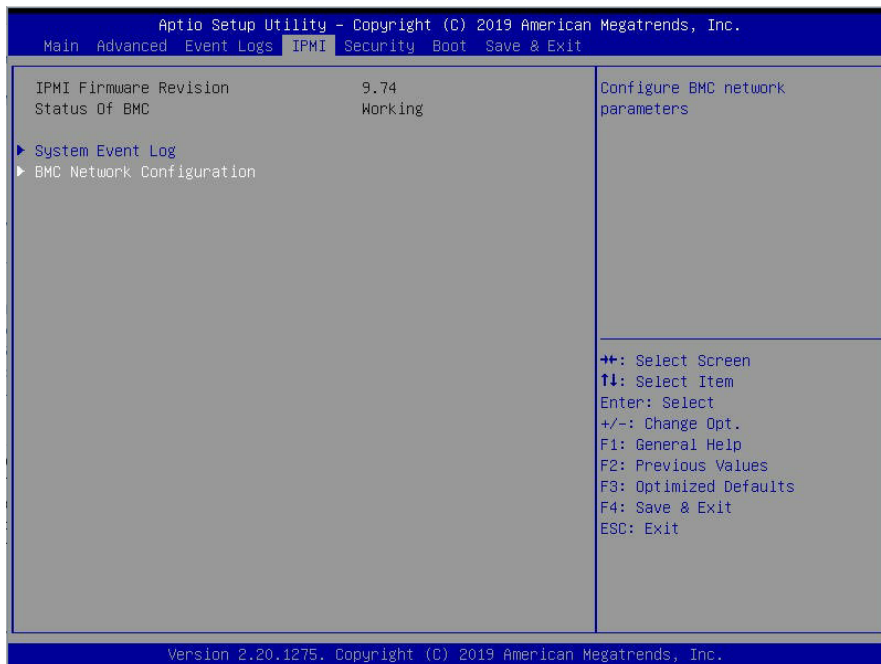 Aptio Setup Utility - Copyright (C) 2019 American Megatrends, Inc.
Main Advanced Event Logs IPMI Security Boot Save & Exit
IPMI Firmware Revision 9.74
Status Of BMC Working
System Event Log
BMC Network Configuration
Configure BMC network
parameters
→←: Select Screen
↑↓: Select Item
Enter: Select
+/-: Change Opt.
F1: General Help
F2: Previous Values
F3: Optimized Defaults
F4: Save & Exit
ESC: Exit
Version 2.20.1275. Copyright (C) 2019 American Megatrends, Inc.